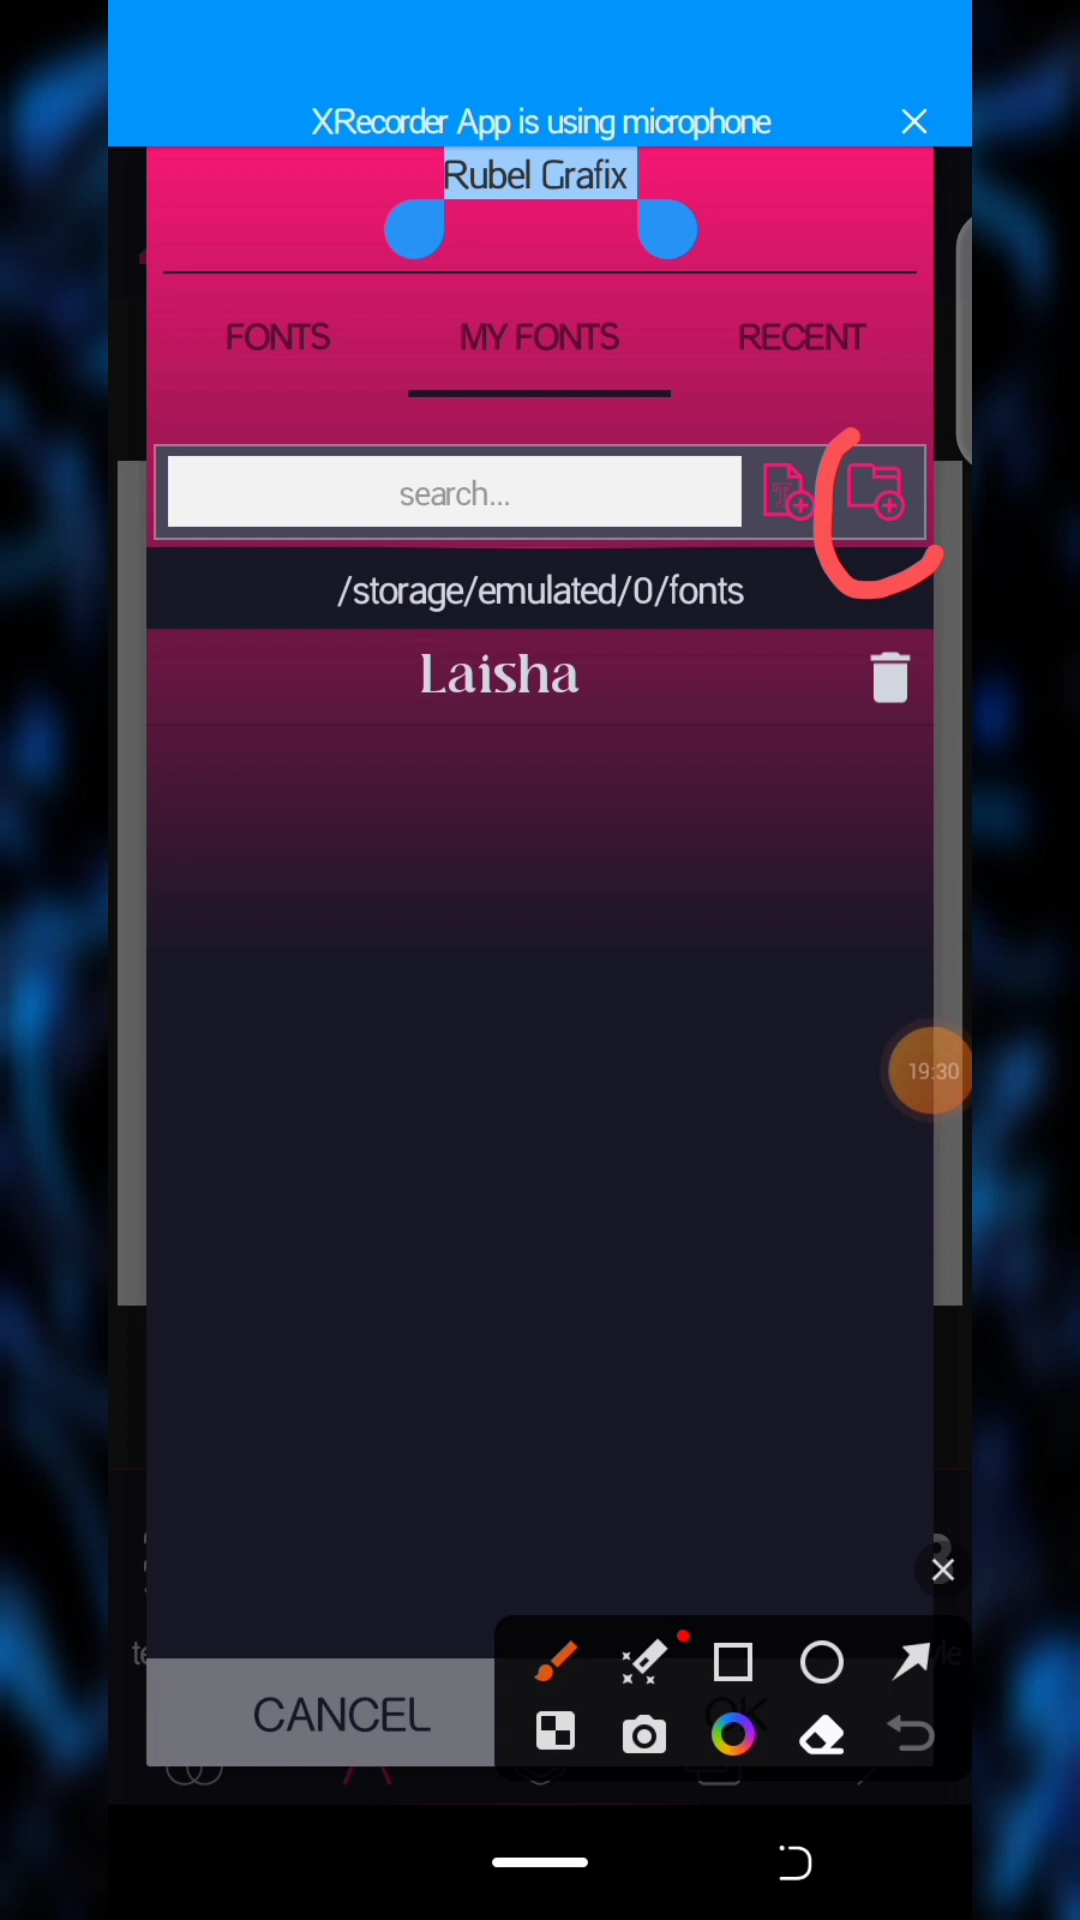 XRecorder App is using microphone
Rubel Grafix
FONTS
MY FONTS
RECENT
search...
/storage/emulated/0/fonts
Laisha
19:30
CANCEL
OK